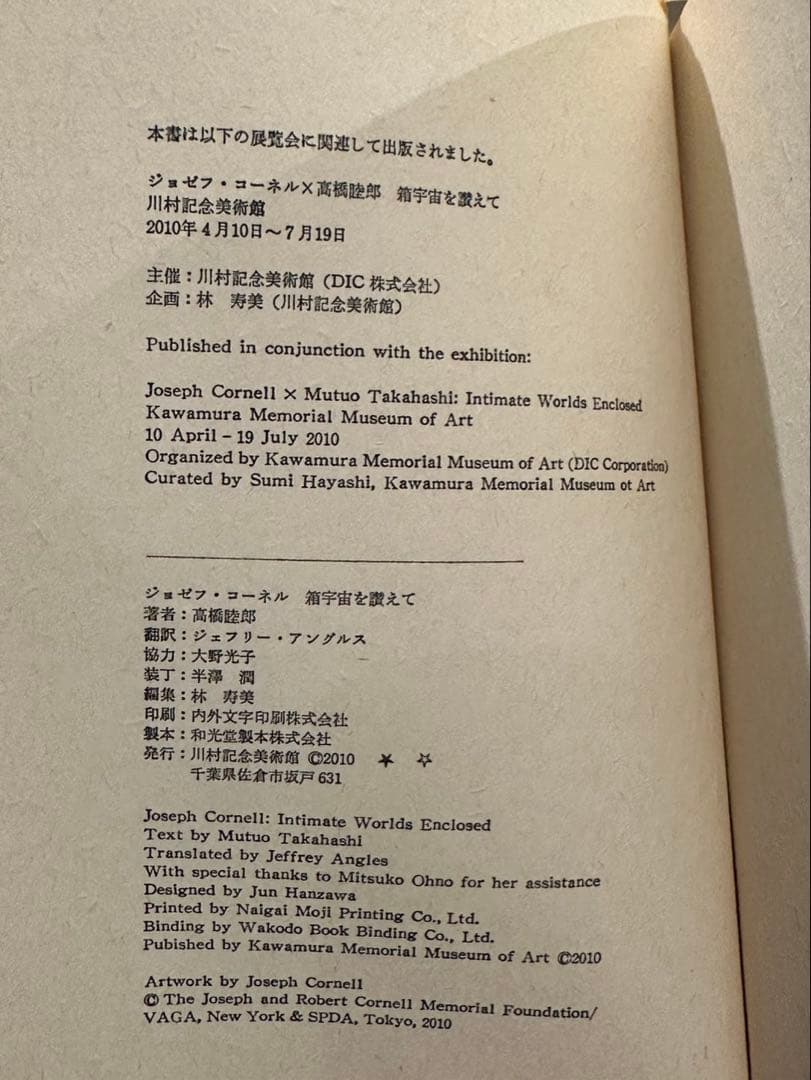 本書は以下の展覧会に関連して出版されました。
ジョゼフ・コーネル×高橋睦郎　箱宇宙を讃えて
川村記念美術館
2010年4月10日〜7月19日
主催：川村記念美術館（DIC 株式会社）
企画：林　寿美（川村記念美術館）
Published in conjunction with the exhibition:
Joseph Cornell × Mutuo Takahashi: Intimate Worlds Enclosed
Kawamura Memorial Museum of Art
10 April – 19 July 2010
Organized by Kawamura Memorial Museum of Art (DIC Corporation)
Curated by Sumi Hayashi, Kawamura Memorial Museum ot Art
ジョゼフ・コーネル　箱宇宙を讃えて
著者：高橋睦郎
翻訳：ジェフリー・アングルス
協力：大野光子
装丁：半澤　潤
編集：林　寿美
印刷：内外文字印刷株式会社
製本：和光堂製本株式会社
発行：川村記念美術館 ©2010　★　☆
千葉県佐倉市坂戸 631
Joseph Cornell: Intimate Worlds Enclosed
Text by Mutuo Takahashi
Translated by Jeffrey Angles
With special thanks to Mitsuko Ohno for her assistance
Designed by Jun Hanzawa
Printed by Naigai Moji Printing Co., Ltd.
Binding by Wakodo Book Binding Co., Ltd.
Pubished by Kawamura Memorial Museum of Art ©2010
Artwork by Joseph Cornell
© The Joseph and Robert Cornell Memorial Foundation/
VAGA, New York & SPDA, Tokyo, 2010